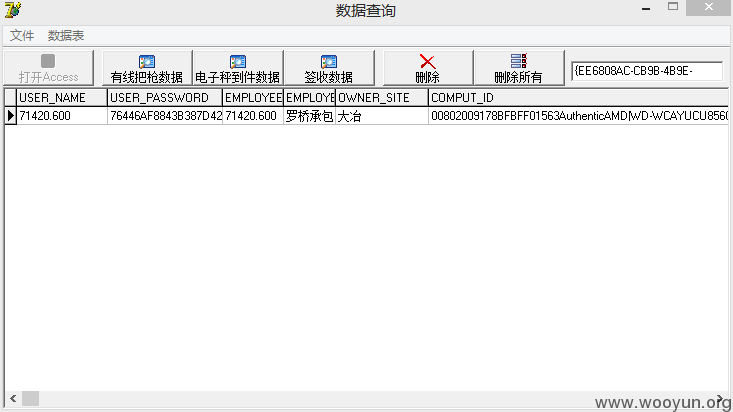 数据查询
文件 数据表
打开Access 有线把枪数据 电子秤到件数据 签收数据 删除 删除所有 {EE6808AC-CB9B-4B9E-
USER_NAME USER_PASSWORD EMPLOYEE EMPLOYE OWNER_SITE COMPUT_ID
71420.600 76446AF8843B387D42 71420.600 罗桥承包 大冶 00802009178BFBFF01563AuthenticAMD|WD-WCAYUCU8560
www.wooyun.org